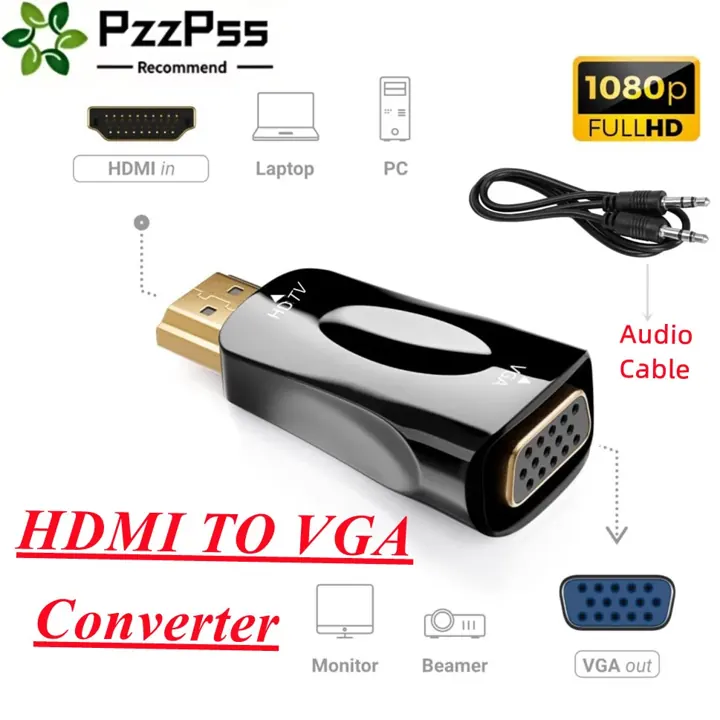 PzzPss
Recommend
1080p
FULLHD
HDMI in
Laptop
PC
HDTV
VGA
Audio
Cable
HDMI TO VGA
Converter
Monitor
Beamer
VGA out